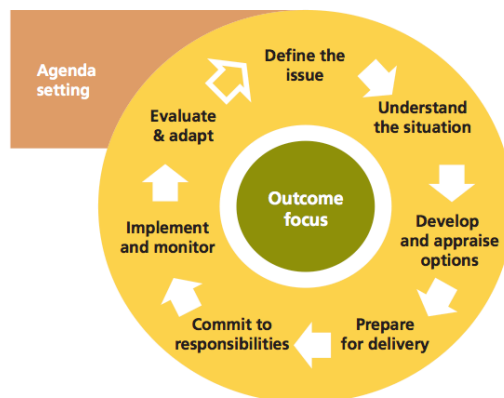 Agenda
setting
Define the
issue
Understand
the situation
Develop
and appraise
options
Prepare
for delivery
Commit to
responsibilities
Implement
and monitor
Evaluate
& adapt
Outcome
focus